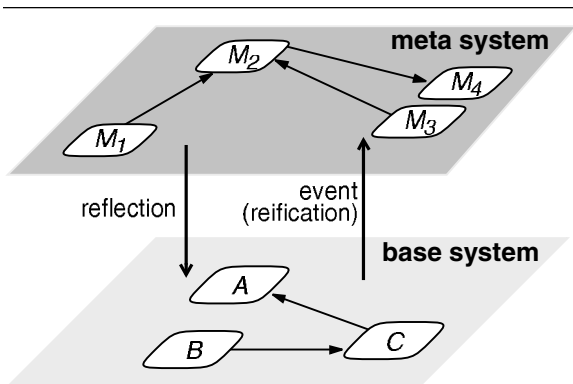 meta system
M2
M4
M3
M1
reflection
event
(reification)
base system
A
B
C